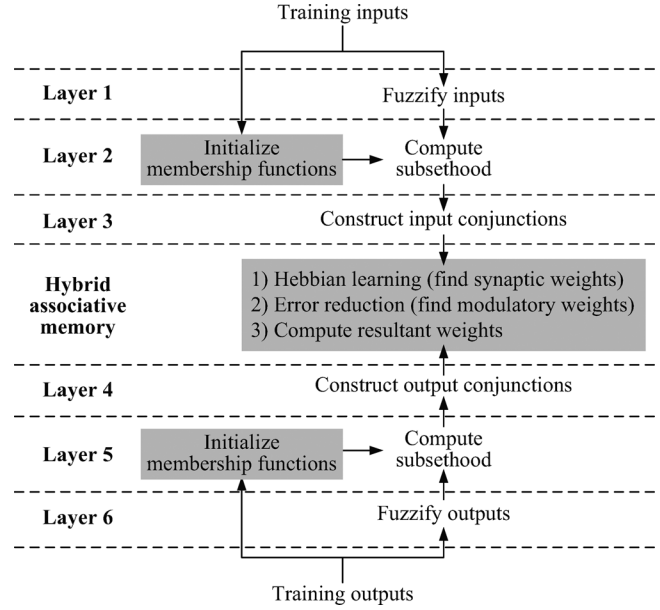 Training inputs
Layer 1
Fuzzify inputs
Layer 2
Initialize
membership functions
Compute
subsethood
Layer 3
Construct input conjunctions
Hybrid
associative
memory
1) Hebbian learning (find synaptic weights)
2) Error reduction (find modulatory weights)
3) Compute resultant weights
Layer 4
Construct output conjunctions
Layer 5
Initialize
membership functions
Compute
subsethood
Layer 6
Fuzzify outputs
Training outputs